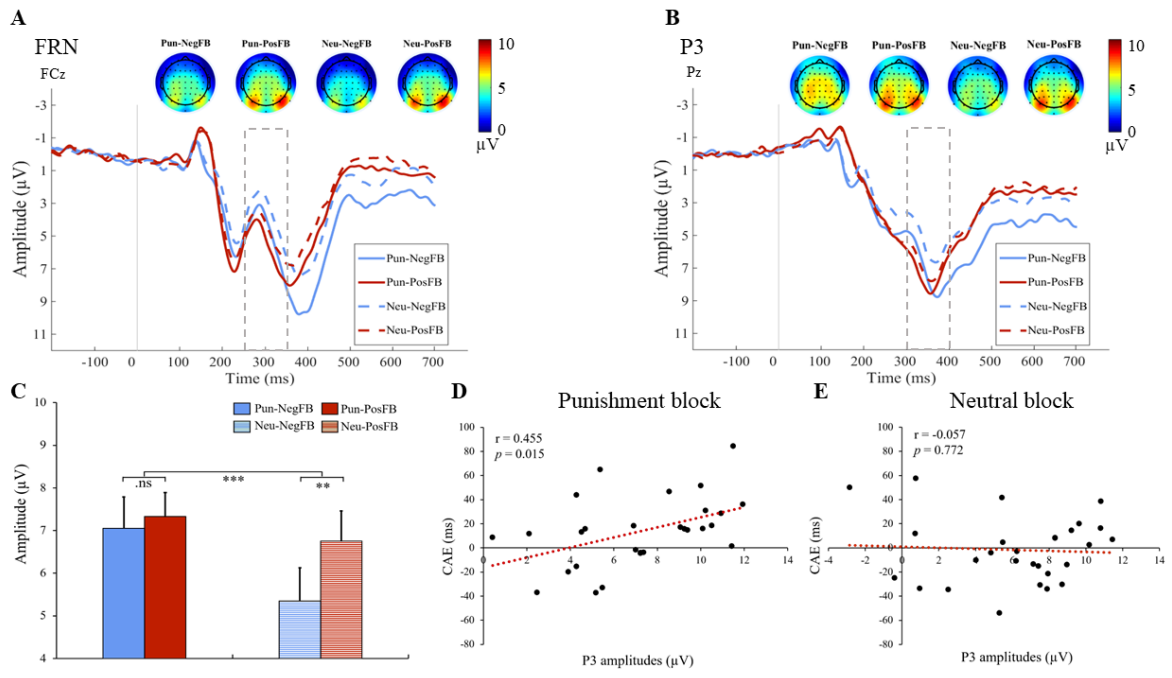 A
FRN
FCz
Pun-NegFB Pun-PosFB Neu-NegFB Neu-PosFB
10
5
0
µV
-3
-1
1
3
5
7
9
11
Amplitude (µV)
Pun-NegFB
Pun-PosFB
Neu-NegFB
Neu-PosFB
-100 0 100 200 300 400 500 600 700
Time (ms)
B
P3
Pz
Pun-NegFB Pun-PosFB Neu-NegFB Neu-PosFB
10
5
0
µV
-3
-1
1
3
5
7
9
11
Amplitude (µV)
Pun-NegFB
Pun-PosFB
Neu-NegFB
Neu-PosFB
-100 0 100 200 300 400 500 600 700
Time (ms)
C
10
9
8
7
6
5
4
Amplitude (µV)
Pun-NegFB Pun-PosFB
Neu-NegFB Neu-PosFB
.ns
***
**
D
Punishment block
r = 0.455
p = 0.015
100
80
60
40
20
0
-20
-40
-60
-80
CAE (ms)
0 2 4 6 8 10 12 14
P3 amplitudes (µV)
E
Neutral block
r = -0.057
p = 0.772
100
80
60
40
20
0
-20
-40
-60
-80
CAE (ms)
-4 -2 0 2 4 6 8 10 12 14
P3 amplitudes (µV)